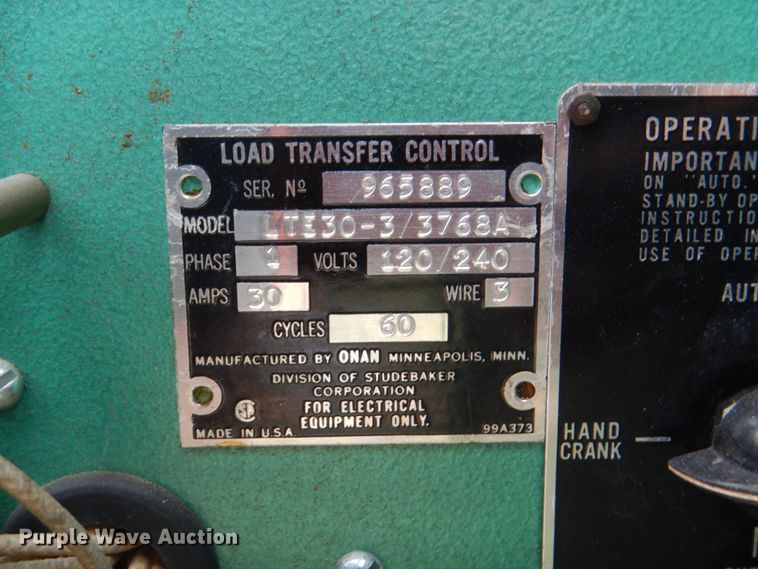 LOAD TRANSFER CONTROL
SER. Nº 965889
MODEL LTE30-3/3768A
PHASE 1 VOLTS 120/240
AMPS 30 WIRE 3
CYCLES 60
MANUFACTURED BY ONAN MINNEAPOLIS, MINN.
DIVISION OF STUDEBAKER
CORPORATION
FOR ELECTRICAL
EQUIPMENT ONLY.
MADE IN U.S.A. 99A373
OPERATI
IMPORTAN
ON "AUTO."
STAND-BY OP
INSTRUCTIO
DETAILED IN
USE OF OPER
AUT
HAND
CRANK
Purple Wave Auction